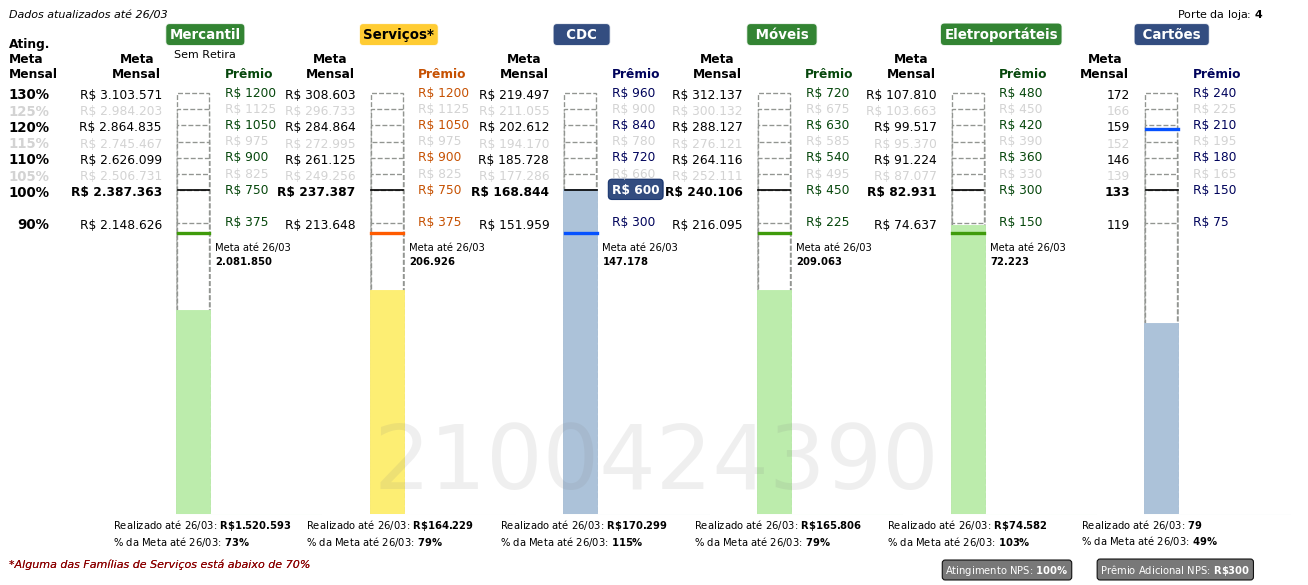 Dados atualizados até 26/03
Porte da loja: 4
Mercantil Serviços* CDC Móveis Eletroportáteis Cartões
Sem Retira
Ating. Meta Mensal
Meta Mensal Prêmio Meta Mensal Prêmio Meta Mensal Prêmio Meta Mensal Prêmio Meta Mensal Prêmio Meta Mensal Prêmio
130% R$ 3.103.571 R$ 1200 R$ 308.603 R$ 1200 R$ 219.497 R$ 960 R$ 312.137 R$ 720 R$ 107.810 R$ 480 172 R$ 240
125% R$ 2.984.203 R$ 1125 R$ 296.733 R$ 1125 R$ 211.055 R$ 900 R$ 300.132 R$ 675 R$ 103.663 R$ 450 166 R$ 225
120% R$ 2.864.835 R$ 1050 R$ 284.864 R$ 1050 R$ 202.612 R$ 840 R$ 288.127 R$ 630 R$ 99.517 R$ 420 159 R$ 210
115% R$ 2.745.467 R$ 975 R$ 272.995 R$ 975 R$ 194.170 R$ 780 R$ 276.121 R$ 585 R$ 95.370 R$ 390 152 R$ 195
110% R$ 2.626.099 R$ 900 R$ 261.125 R$ 900 R$ 185.728 R$ 720 R$ 264.116 R$ 540 R$ 91.224 R$ 360 146 R$ 180
105% R$ 2.506.731 R$ 825 R$ 249.256 R$ 825 R$ 177.286 R$ 660 R$ 252.111 R$ 495 R$ 87.077 R$ 330 139 R$ 165
100% R$ 2.387.363 R$ 750 R$ 237.387 R$ 750 R$ 168.844 R$ 600 R$ 240.106 R$ 450 R$ 82.931 R$ 300 133 R$ 150
90% R$ 2.148.626 R$ 375 R$ 213.648 R$ 375 R$ 151.959 R$ 300 R$ 216.095 R$ 225 R$ 74.637 R$ 150 119 R$ 75
Meta até 26/03 Meta até 26/03 Meta até 26/03 Meta até 26/03 Meta até 26/03
2.081.850 206.926 147.178 209.063 72.223
2100424390
Realizado até 26/03: R$1.520.593 Realizado até 26/03: R$164.229 Realizado até 26/03: R$170.299 Realizado até 26/03: R$165.806 Realizado até 26/03: R$74.582 Realizado até 26/03: 79
% da Meta até 26/03: 73% % da Meta até 26/03: 79% % da Meta até 26/03: 115% % da Meta até 26/03: 79% % da Meta até 26/03: 103% % da Meta até 26/03: 49%
*Alguma das Famílias de Serviços está abaixo de 70%
Atingimento NPS: 100% Prêmio Adicional NPS: R$300